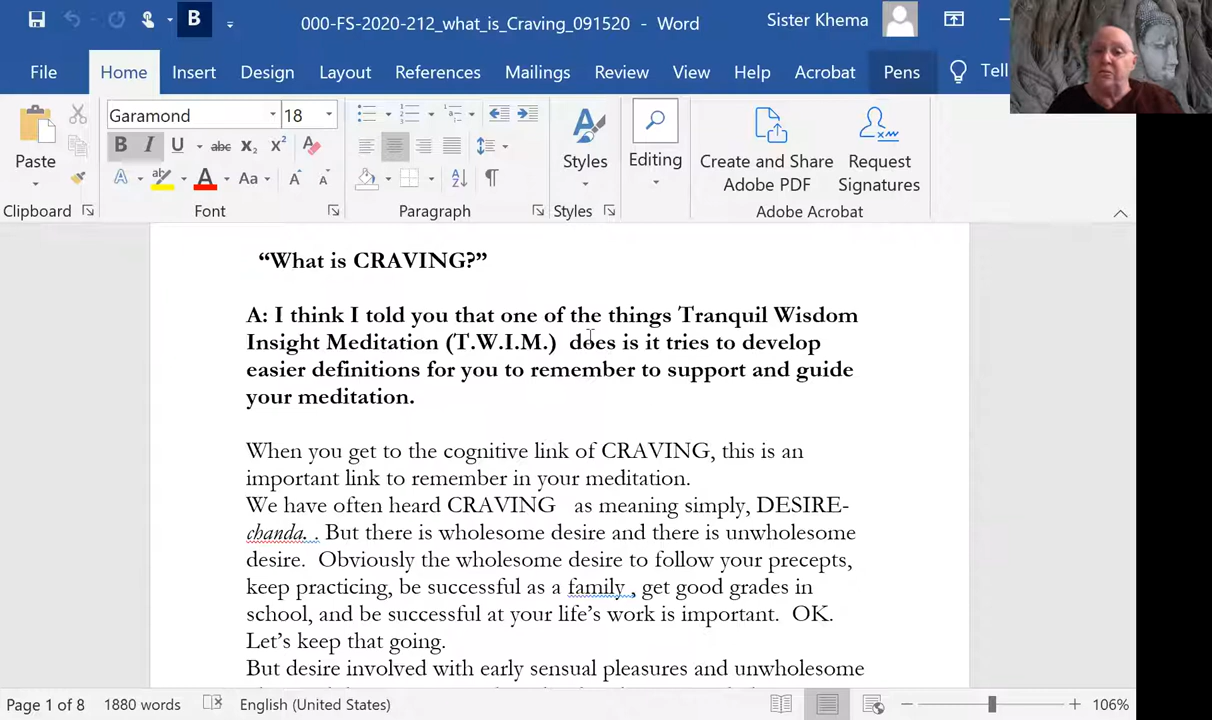 000-FS-2020-212_what_is_Craving_091520 - Word
Sister Khema
File Home Insert Design Layout References Mailings Review View Help Acrobat Pens Tell
Garamond 18
Paste
B I U abc X₂ X² A
A A Aa A A
Styles
Editing
Create and Share Adobe PDF
Request Signatures
Clipboard Font Paragraph Styles Adobe Acrobat
“What is CRAVING?”
A: I think I told you that one of the things Tranquil Wisdom
Insight Meditation (T.W.I.M.) does is it tries to develop
easier definitions for you to remember to support and guide
your meditation.
When you get to the cognitive link of CRAVING, this is an
important link to remember in your meditation.
We have often heard CRAVING as meaning simply, DESIRE-
chanda. . But there is wholesome desire and there is unwholesome
desire. Obviously the wholesome desire to follow your precepts,
keep practicing, be successful as a family , get good grades in
school, and be successful at your life’s work is important. OK.
Let’s keep that going.
But desire involved with early sensual pleasures and unwholesome
Page 1 of 8 1880 words English (United States) 106%